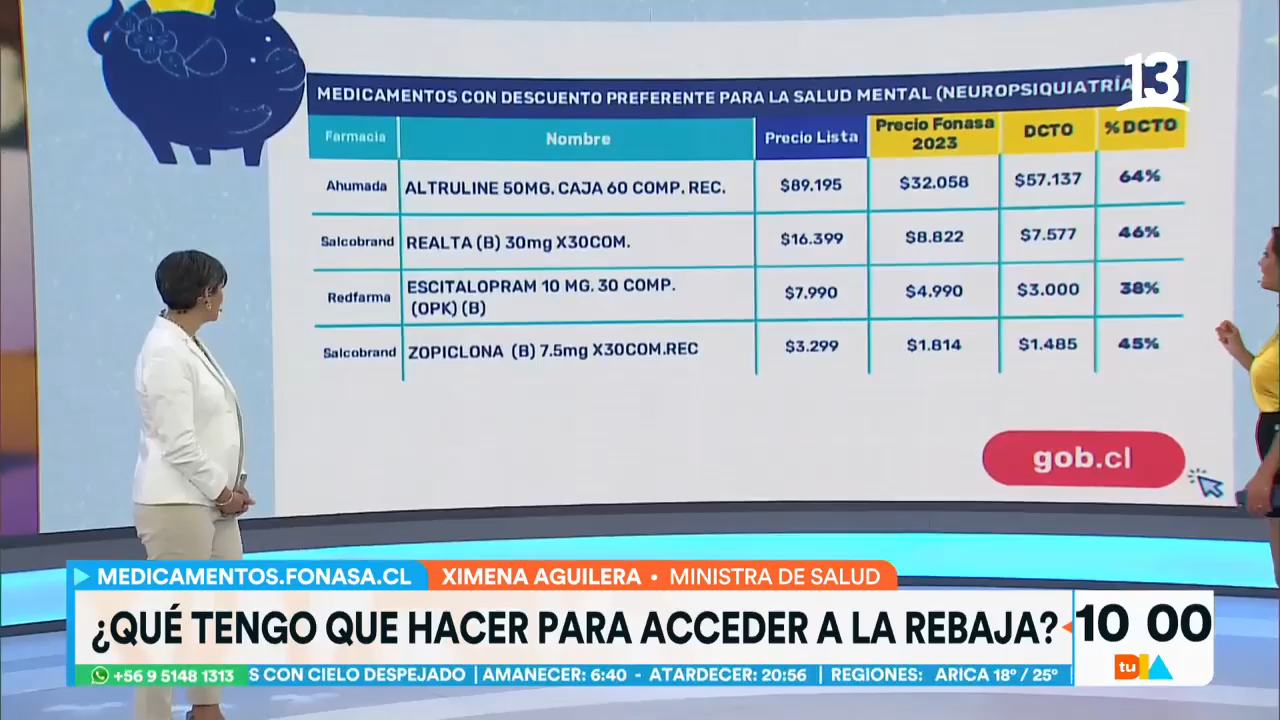 13
MEDICAMENTOS CON DESCUENTO PREFERENTE PARA LA SALUD MENTAL (NEUROPSIQUIATRÍA
Farmacia Nombre Precio Lista Precio Fonasa 2023 DCTO % DCTO
Ahumada ALTRULINE 50MG. CAJA 60 COMP. REC. $89.195 $32.058 $57.137 64%
Salcobrand REALTA (B) 30mg X30COM. $16.399 $8.822 $7.577 46%
Redfarma ESCITALOPRAM 10 MG. 30 COMP. (OPK) (B) $7.990 $4.990 $3.000 38%
Salcobrand ZOPICLONA (B) 7.5mg X30COM.REC $3.299 $1.814 $1.485 45%
gob.cl
MEDICAMENTOS.FONASA.CL XIMENA AGUILERA • MINISTRA DE SALUD
¿QUÉ TENGO QUE HACER PARA ACCEDER A LA REBAJA? 10 00
tu DÍA
+56 9 5148 1313 S CON CIELO DESPEJADO | AMANECER: 6:40 - ATARDECER: 20:56 | REGIONES: ARICA 18° / 25°